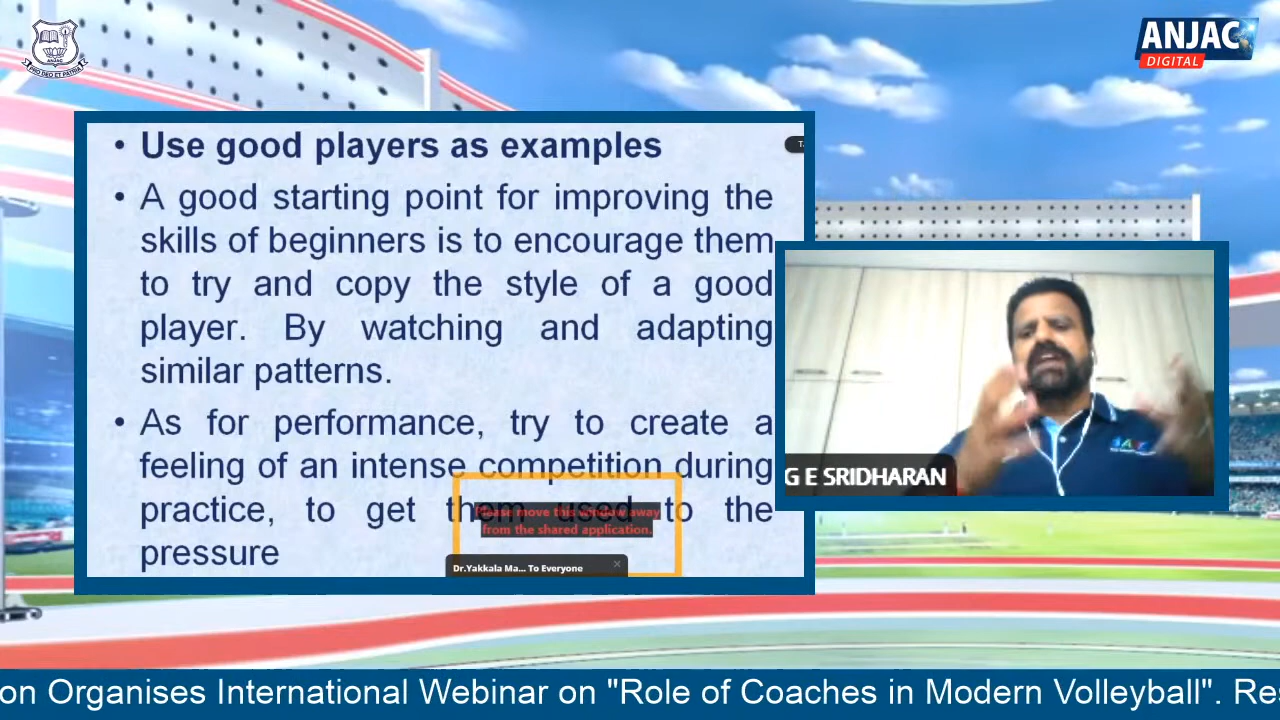 ANJAC
DIGITAL
• Use good players as examples
• A good starting point for improving the
skills of beginners is to encourage them
to try and copy the style of a good
player. By watching and adapting
similar patterns.
• As for performance, try to create a
feeling of an intense competition during
practice, to get them used to the
pressure
Please move this window away
from the shared application.
Dr.Yakkala Ma... To Everyone
G E SRIDHARAN
on Organises International Webinar on "Role of Coaches in Modern Volleyball". Res